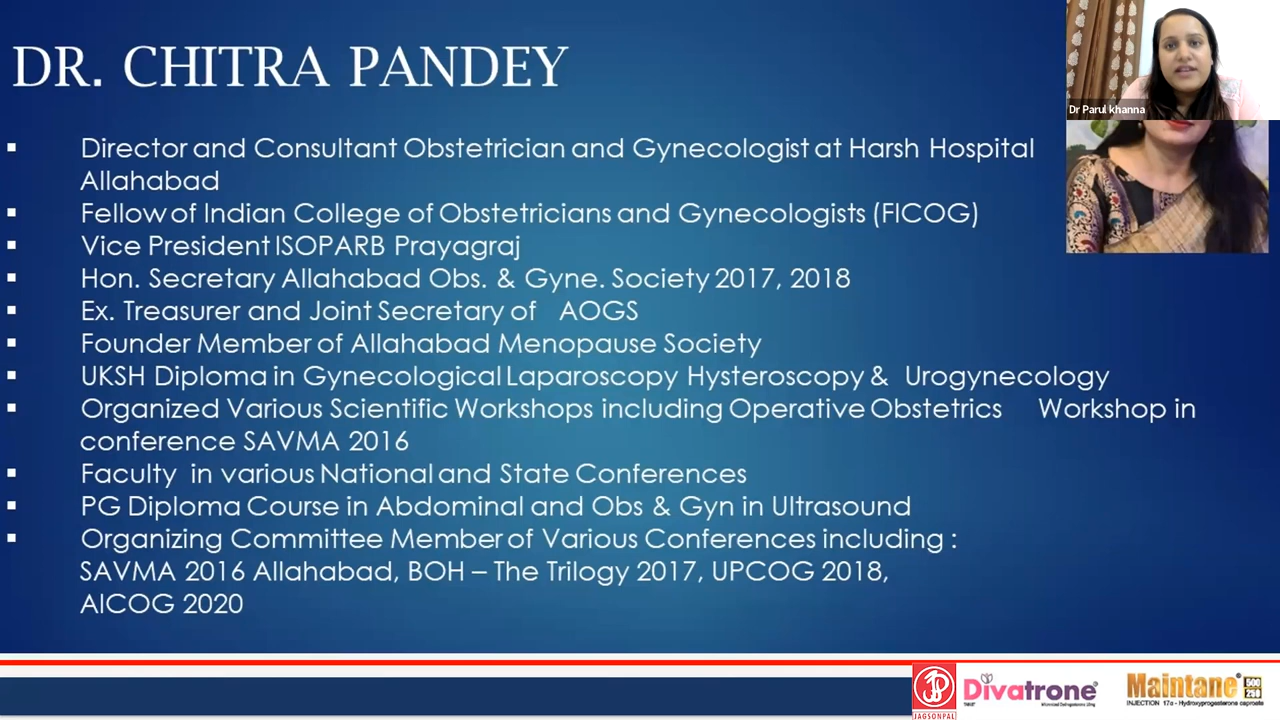 DR. CHITRA PANDEY
Dr Parul khanna
▪ Director and Consultant Obstetrician and Gynecologist at Harsh Hospital
Allahabad
▪ Fellow of Indian College of Obstetricians and Gynecologists (FICOG)
▪ Vice President ISOPARB Prayagraj
▪ Hon. Secretary Allahabad Obs. & Gyne. Society 2017, 2018
▪ Ex. Treasurer and Joint Secretary of AOGS
▪ Founder Member of Allahabad Menopause Society
▪ UKSH Diploma in Gynecological Laparoscopy Hysteroscopy & Urogynecology
▪ Organized Various Scientific Workshops including Operative Obstetrics Workshop in
conference SAVMA 2016
▪ Faculty in various National and State Conferences
▪ PG Diploma Course in Abdominal and Obs & Gyn in Ultrasound
▪ Organizing Committee Member of Various Conferences including :
SAVMA 2016 Allahabad, BOH – The Trilogy 2017, UPCOG 2018,
AICOG 2020
JAGSONPAL
Divatrone®
Maintane® 500 250
INJECTION 17α - Hydroxyprogesterone caproate